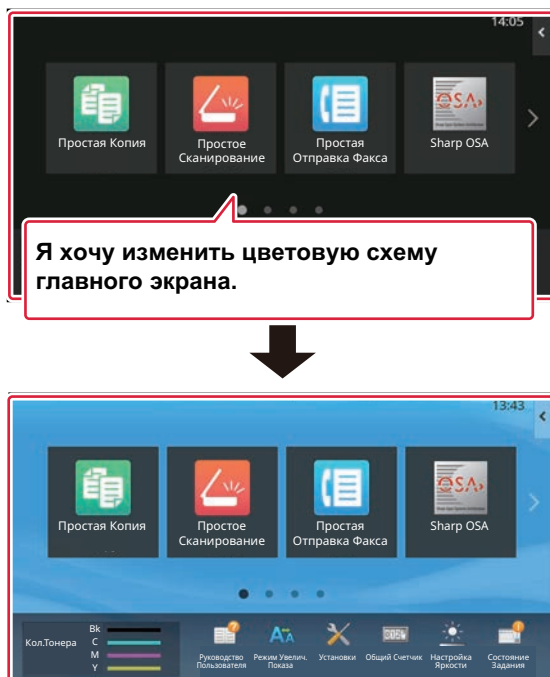 14:05
Простая Копия
Простое
Сканирование
Простая
Отправка Факса
Sharp OSA
Я хочу изменить цветовую схему
главного экрана.
13:43
Простая Копия
Простое
Сканирование
Простая
Отправка Факса
Sharp OSA
Кол.Тонера
Bk
C
M
Y
Руководство
Пользователя
Режим Увелич.
Показа
Установки
Общий Счетчик
Настройка
Яркости
Состояние
Задания